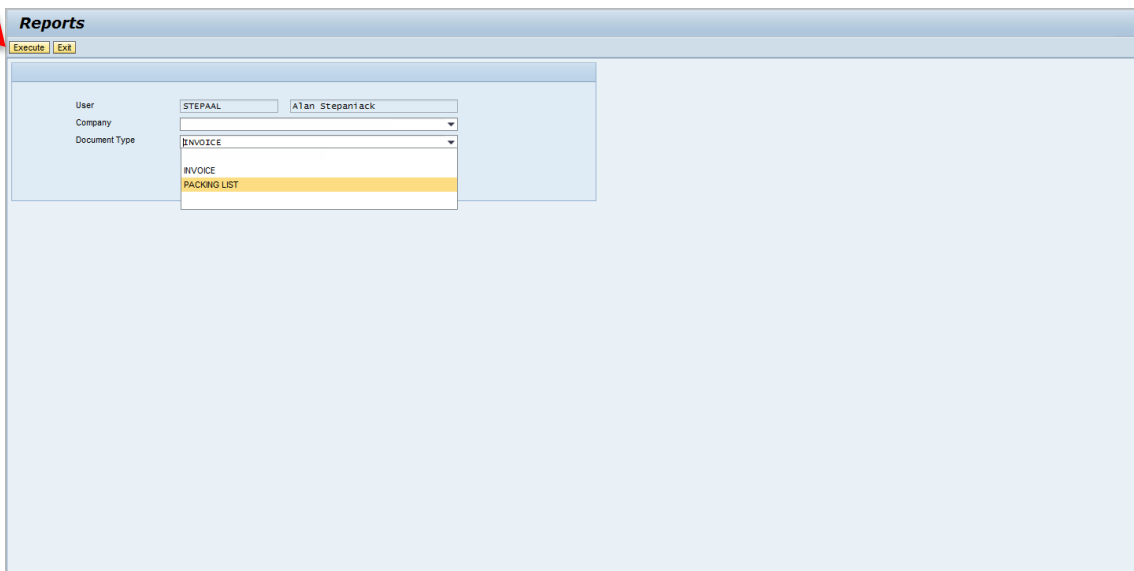 Reports
Execute Exit
User STEPAAL Alan Stepaniack
Company
Document Type INVOICE
INVOICE
PACKING LIST